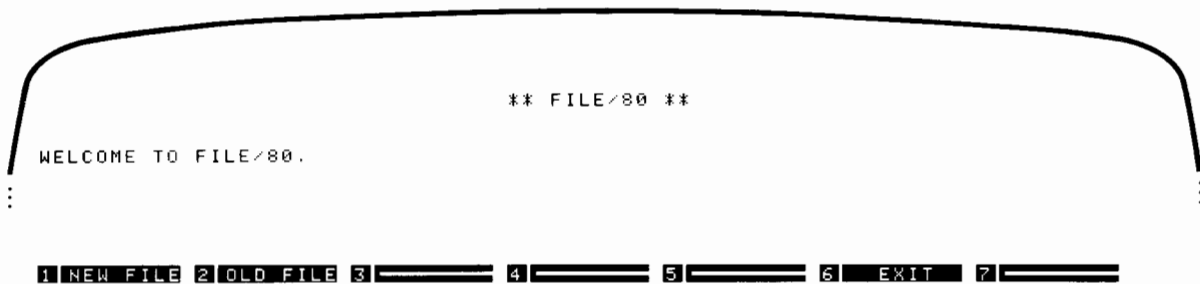 ** FILE/80 **
WELCOME TO FILE/80.
1 NEW FILE 2 OLD FILE 3 4 5 6 EXIT 7